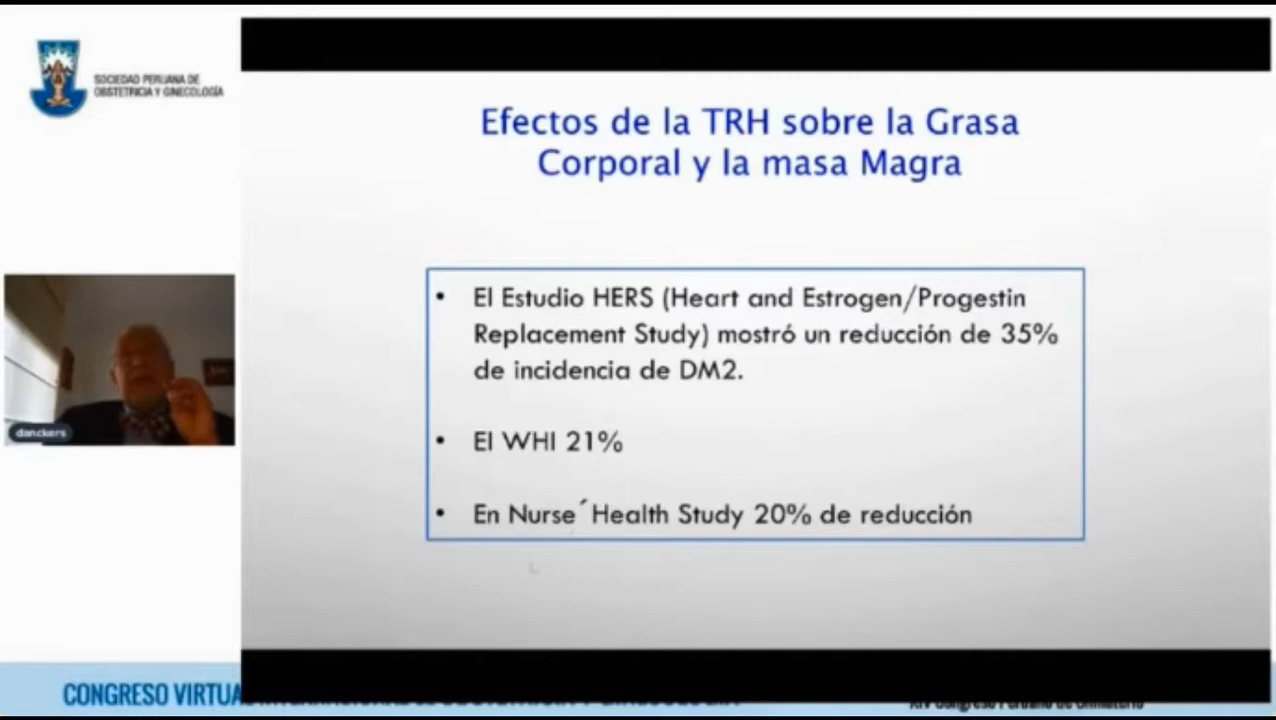 SOCIEDAD PERUANA DE
OBSTETRICIA Y GINECOLOGÍA
Efectos de la TRH sobre la Grasa
Corporal y la masa Magra
• El Estudio HERS (Heart and Estrogen/Progestin
Replacement Study) mostró un reducción de 35%
de incidencia de DM2.
• El WHI 21%
• En Nurse´Health Study 20% de reducción
danckers
CONGRESO VIRTUA